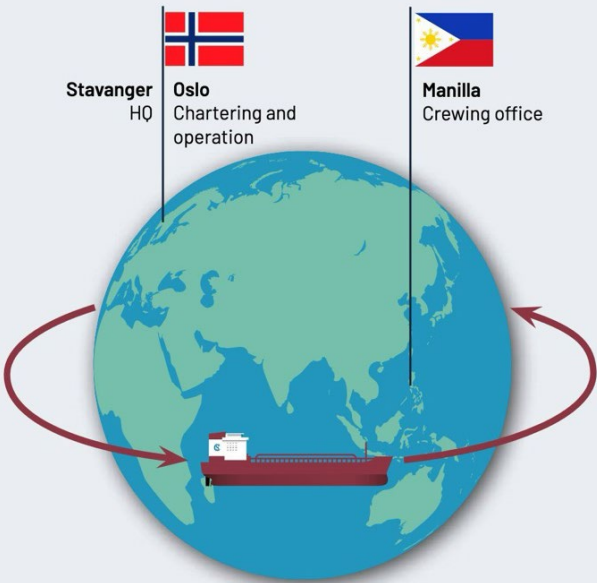 Stavanger
HQ
Oslo
Chartering and
operation
Manilla
Crewing office